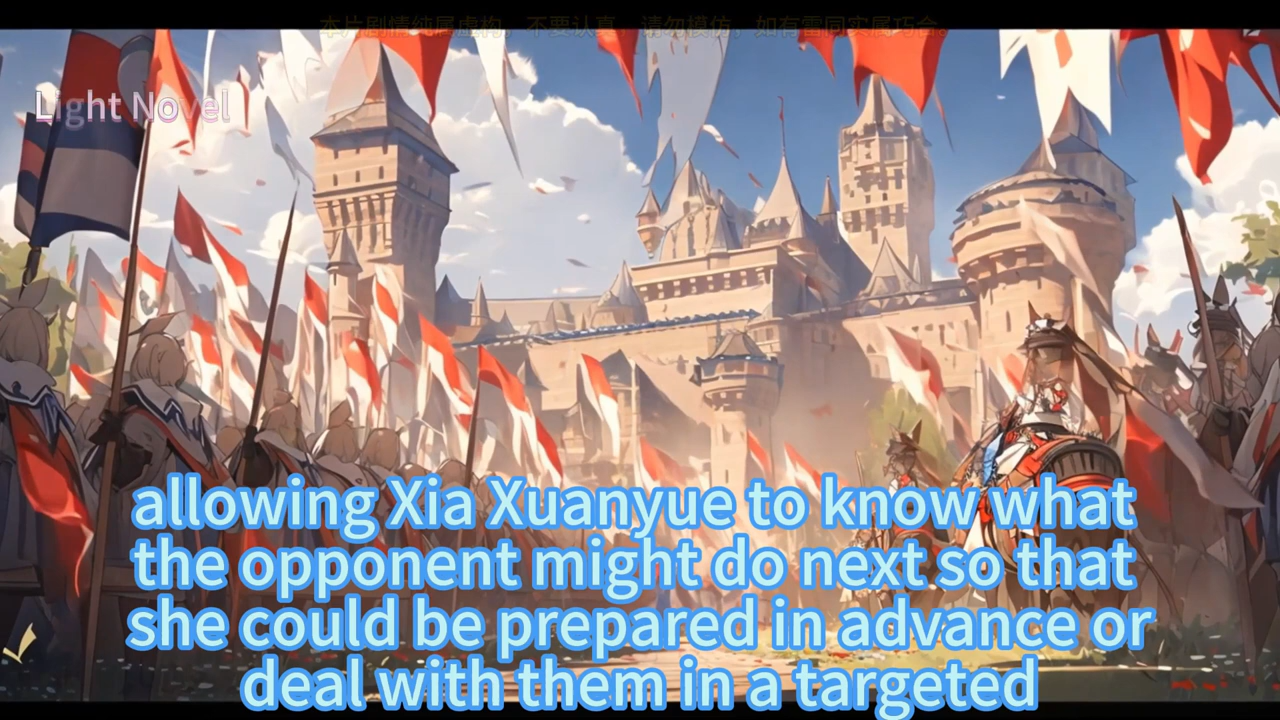 本片剧情纯属虚构，不要认真，请勿模仿，如有雷同实属巧合。
Light Novel
allowing Xia Xuanyue to know what
the opponent might do next so that
she could be prepared in advance or
deal with them in a targeted